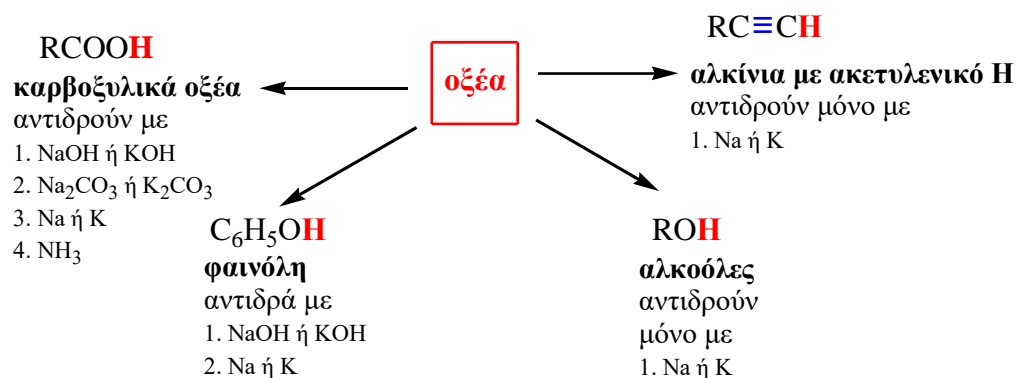 οξέα
RCOOH
καρβοξυλικά οξέα
αντιδρούν με
1. NaOH ή KOH
2. Na₂CO₃ ή K₂CO₃
3. Na ή K
4. NH₃
C₆H₅OH
φαινόλη
αντιδρά με
1. NaOH ή KOH
2. Na ή K
ROH
αλκοόλες
αντιδρούν
μόνο με
1. Na ή K
RC≡CH
αλκίνια με ακετυλενικό Η
αντιδρούν μόνο με
1. Na ή K